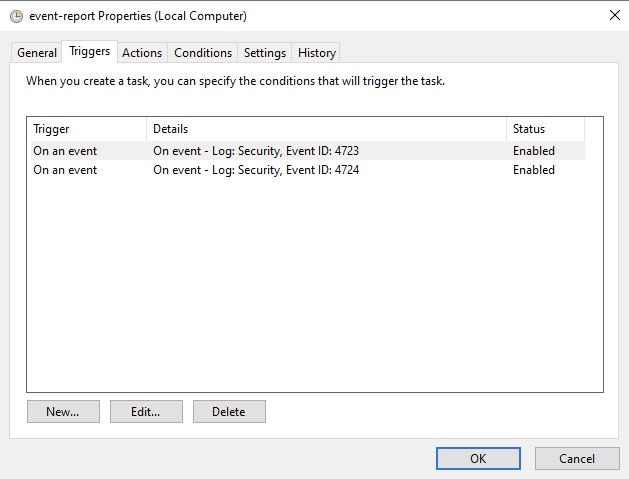 event-report Properties (Local Computer)
General Triggers Actions Conditions Settings History
When you create a task, you can specify the conditions that will trigger the task.
Trigger Details Status
On an event On event - Log: Security, Event ID: 4723 Enabled
On an event On event - Log: Security, Event ID: 4724 Enabled
New... Edit... Delete
OK Cancel